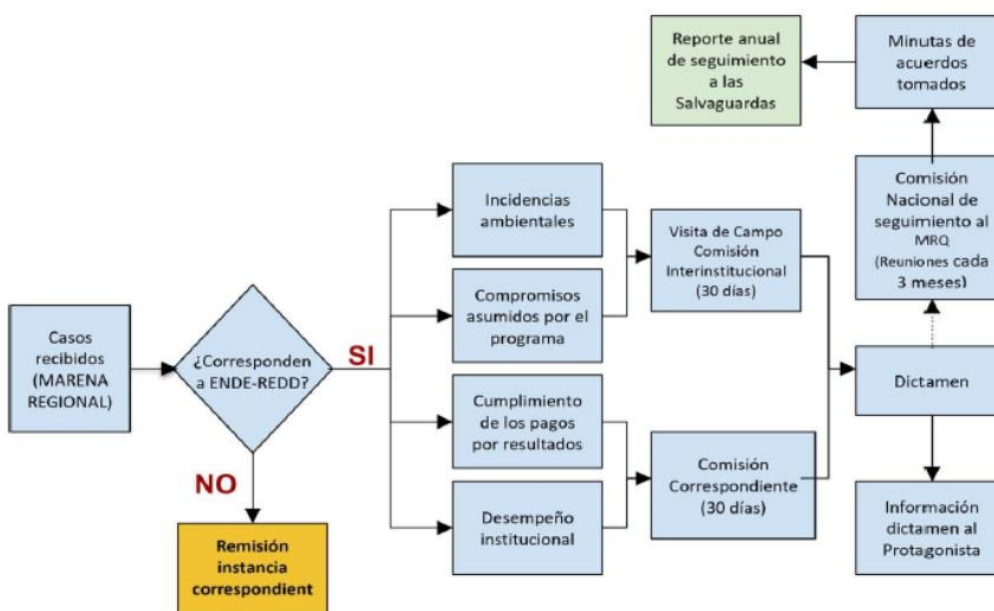 Casos
recibidos
(MARENA
REGIONAL)
¿Corresponden
a ENDE-REDD?
SI
NO
Remisión
instancia
correspondient
Incidencias
ambientales
Compromisos
asumidos por el
programa
Cumplimiento
de los pagos
por resultados
Desempeño
institucional
Visita de Campo
Comisión
Interinstitucional
(30 días)
Comisión
Correspondiente
(30 días)
Dictamen
Información
dictamen al
Protagonista
Comisión
Nacional de
seguimiento al
MRQ
(Reuniones cada
3 meses)
Minutas de
acuerdos
tomados
Reporte anual
de seguimiento
a las
Salvaguardas